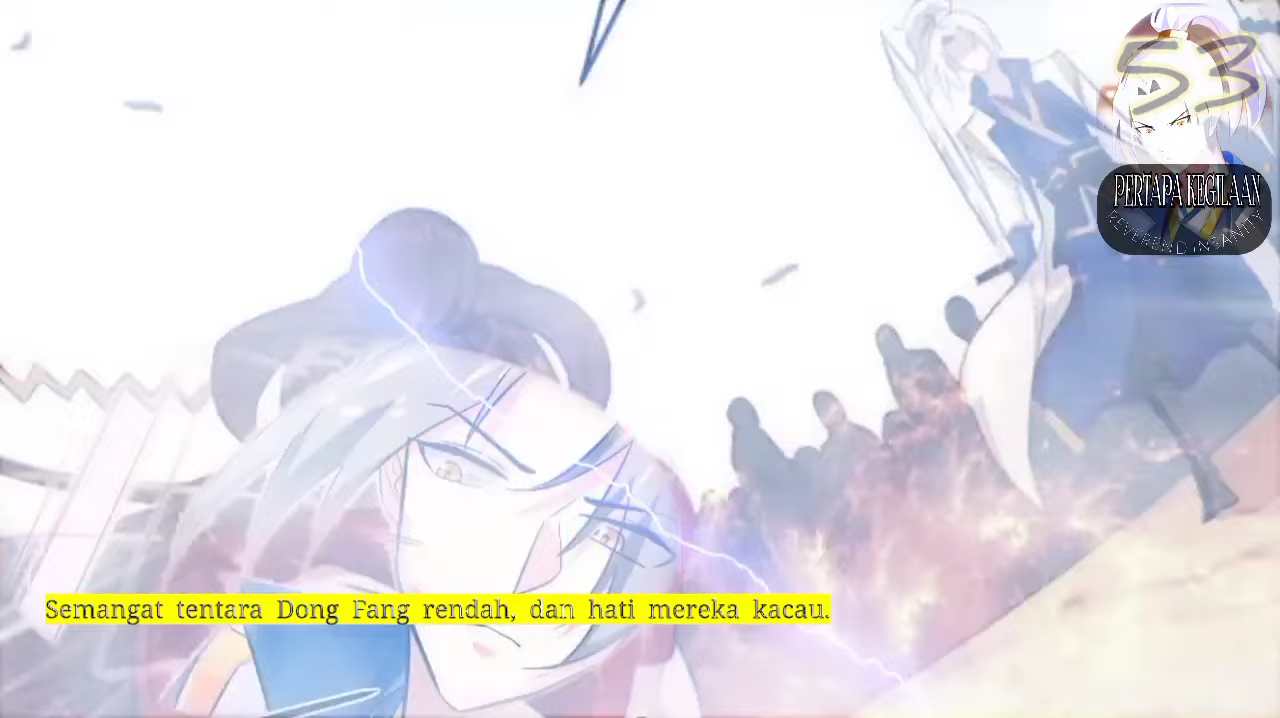 53
PERTAPA KEGILAAN
REVEREND INSANITY
Semangat tentara Dong Fang rendah, dan hati mereka kacau.